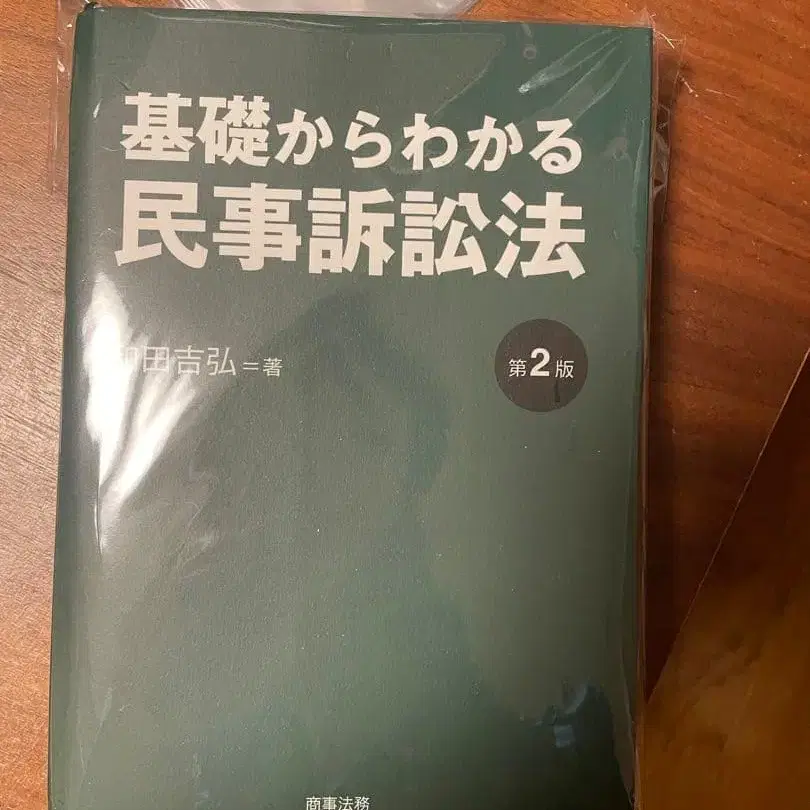 基礎からわかる
民事訴訟法
和田吉弘=著
第2版
商事法務